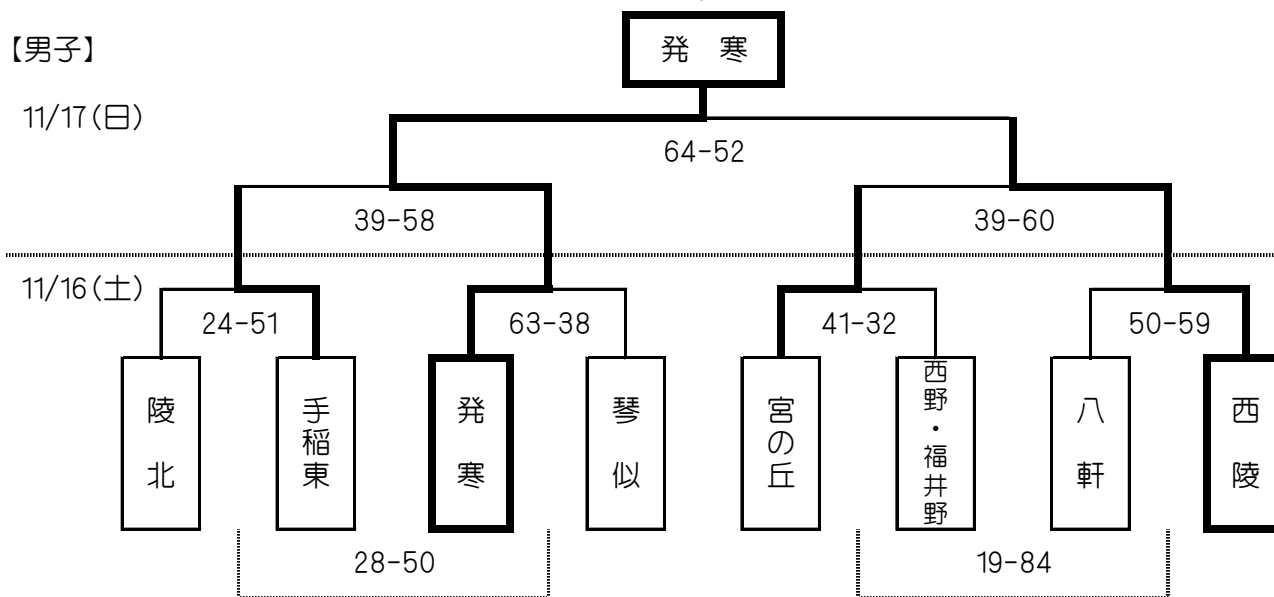 発　寒
【男子】
11/17(日)
64-52
39-58
39-60
11/16(土)
24-51
63-38
41-32
50-59
陵北
手稲東
発寒
琴似
宮の丘
西野・福井野
八軒
西陵
28-50
19-84